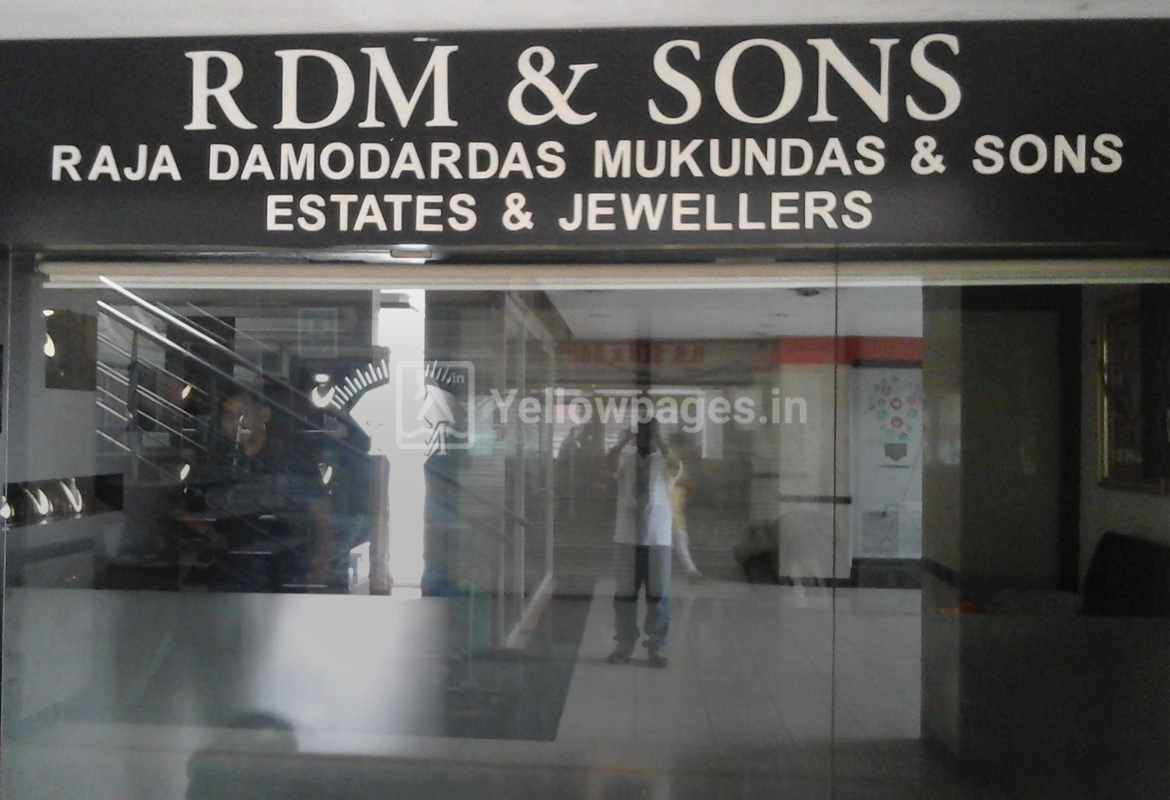 RDM & SONS
RAJA DAMODARDAS MUKUNDAS & SONS
ESTATES & JEWELLERS
Yellowpages.in